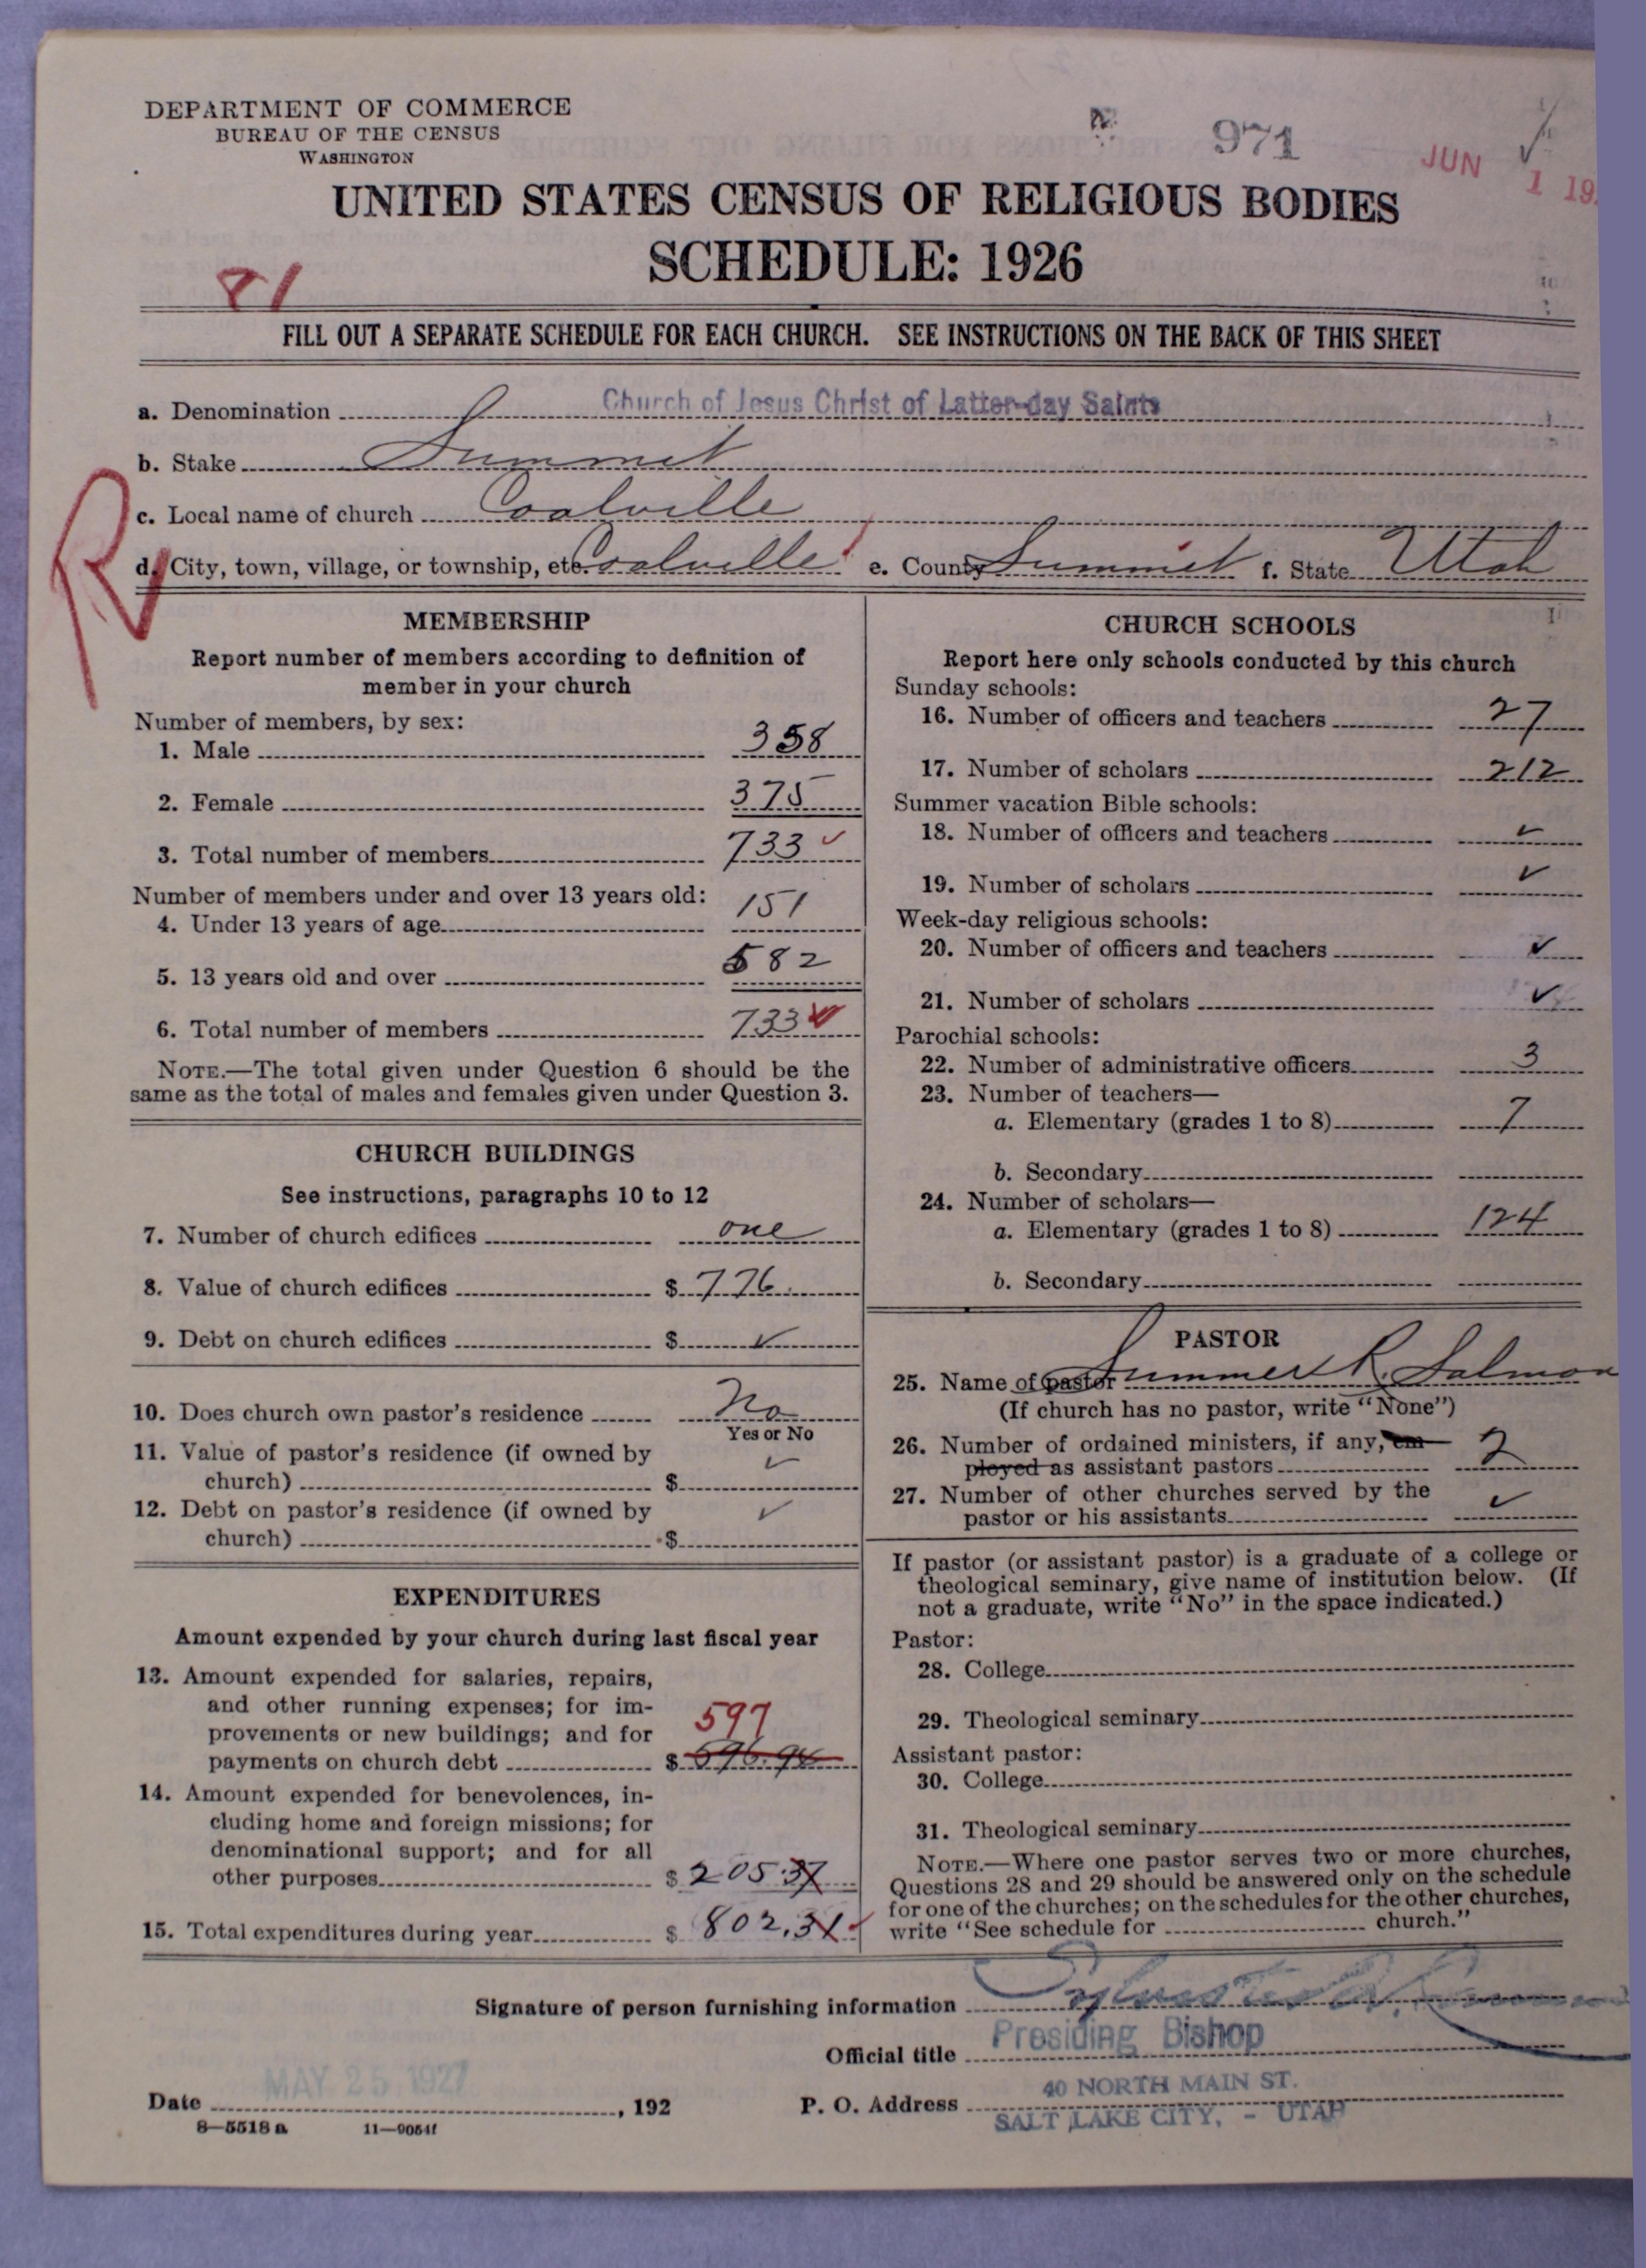 DEPARTMENT OF COMMERCE
BUREAU OF THE CENSUS
WASHINGTON
971
JUN 1 19
UNITED STATES CENSUS OF RELIGIOUS BODIES
SCHEDULE: 1926
81
FILL OUT A SEPARATE SCHEDULE FOR EACH CHURCH. SEE INSTRUCTIONS ON THE BACK OF THIS SHEET
a. Denomination Church of Jesus Christ of Latter-day Saints
b. Stake Summit
R
c. Local name of church Coalville
d. City, town, village, or township, etc. Coalville e. County Summit f. State Utah
MEMBERSHIP
Report number of members according to definition of
member in your church
Number of members, by sex:
1. Male 358
2. Female 375
3. Total number of members 733
Number of members under and over 13 years old:
4. Under 13 years of age 151
5. 13 years old and over 582
6. Total number of members 733
NOTE.—The total given under Question 6 should be the
same as the total of males and females given under Question 3.
CHURCH BUILDINGS
See instructions, paragraphs 10 to 12
7. Number of church edifices one
8. Value of church edifices $ 776.
9. Debt on church edifices $ ✓
10. Does church own pastor's residence No
Yes or No
11. Value of pastor's residence (if owned by ✓
church) $
12. Debt on pastor's residence (if owned by ✓
church) $
EXPENDITURES
Amount expended by your church during last fiscal year
13. Amount expended for salaries, repairs,
and other running expenses; for im-
provements or new buildings; and for 597
payments on church debt $ 596.94
14. Amount expended for benevolences, in-
cluding home and foreign missions; for
denominational support; and for all
other purposes $ 205.37
15. Total expenditures during year $ 802.31
CHURCH SCHOOLS
Report here only schools conducted by this church
Sunday schools:
16. Number of officers and teachers 27
17. Number of scholars 212
Summer vacation Bible schools:
18. Number of officers and teachers ✓
19. Number of scholars ✓
Week-day religious schools:
20. Number of officers and teachers ✓
21. Number of scholars ✓
Parochial schools:
22. Number of administrative officers 3
23. Number of teachers—
a. Elementary (grades 1 to 8) 7
b. Secondary
24. Number of scholars—
a. Elementary (grades 1 to 8) 124
b. Secondary
PASTOR
25. Name of pastor Summer R. Salmon
(If church has no pastor, write "None")
26. Number of ordained ministers, if any, em-
ployed as assistant pastors 2
27. Number of other churches served by the
pastor or his assistants ✓
If pastor (or assistant pastor) is a graduate of a college or
theological seminary, give name of institution below. (If
not a graduate, write "No" in the space indicated.)
Pastor:
28. College
29. Theological seminary
Assistant pastor:
30. College
31. Theological seminary
NOTE.—Where one pastor serves two or more churches,
Questions 28 and 29 should be answered only on the schedule
for one of the churches; on the schedules for the other churches,
write "See schedule for church."
Signature of person furnishing information
Official title Presiding Bishop
Date MAY 25 1927, 192
P. O. Address 40 NORTH MAIN ST.
SALT LAKE CITY, - UTAH
8—5518 a 11—9054f